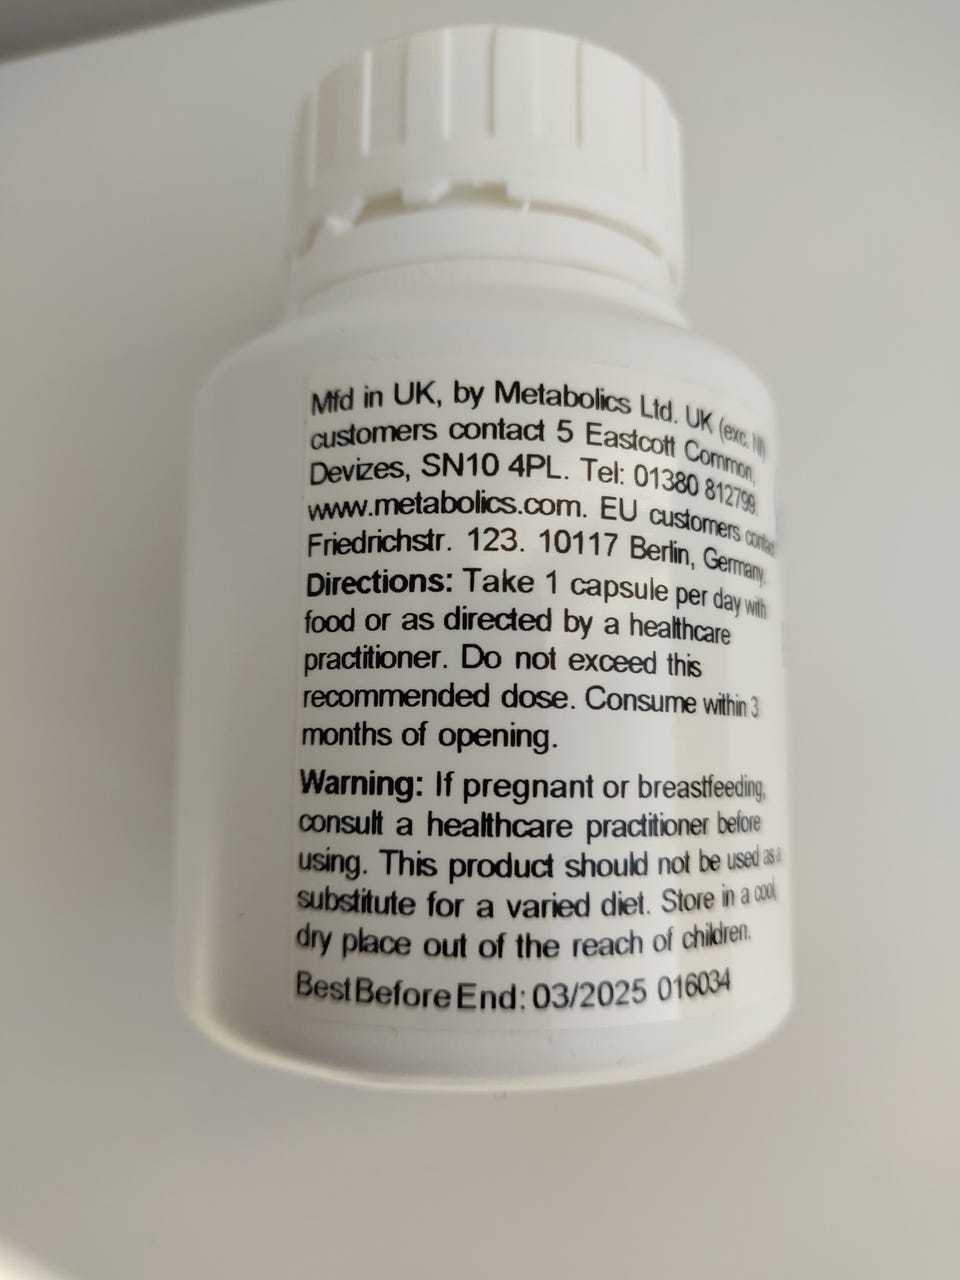 Mfd in UK, by Metabolics Ltd. UK (exc. NI)
customers contact 5 Eastcott Common,
Devizes, SN10 4PL. Tel: 01380 812799.
www.metabolics.com. EU customers contact
Friedrichstr. 123. 10117 Berlin, Germany.
Directions: Take 1 capsule per day with
food or as directed by a healthcare
practitioner. Do not exceed this
recommended dose. Consume within 3
months of opening.
Warning: If pregnant or breastfeeding,
consult a healthcare practitioner before
using. This product should not be used as a
substitute for a varied diet. Store in a cool,
dry place out of the reach of children.
Best Before End: 03/2025 016034